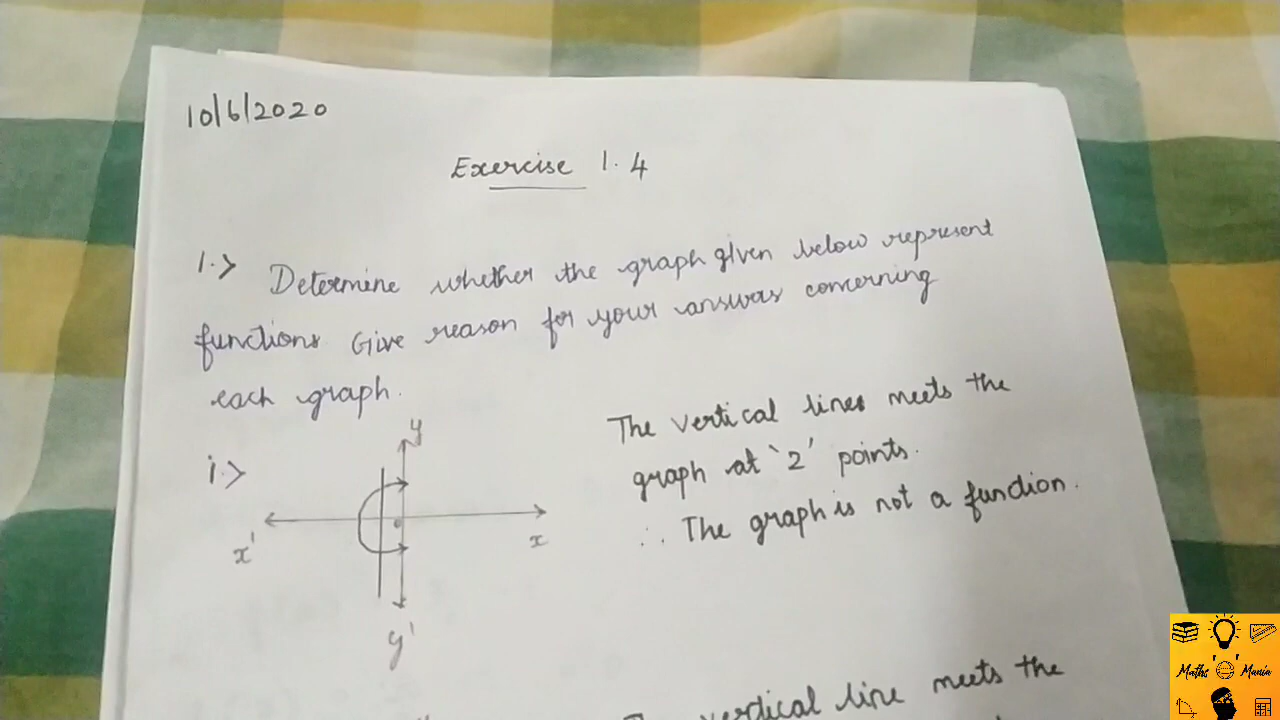 10/6/2020
Exercise 1.4
1.> Determine whether the graph given below represent
functions Give reason for your answers concerning
each graph.
i.>
y
x'
x
y'
The vertical lines meets the
graph at '2' points.
∴ The graph is not a function.
vertical line meets the
Maths Mania